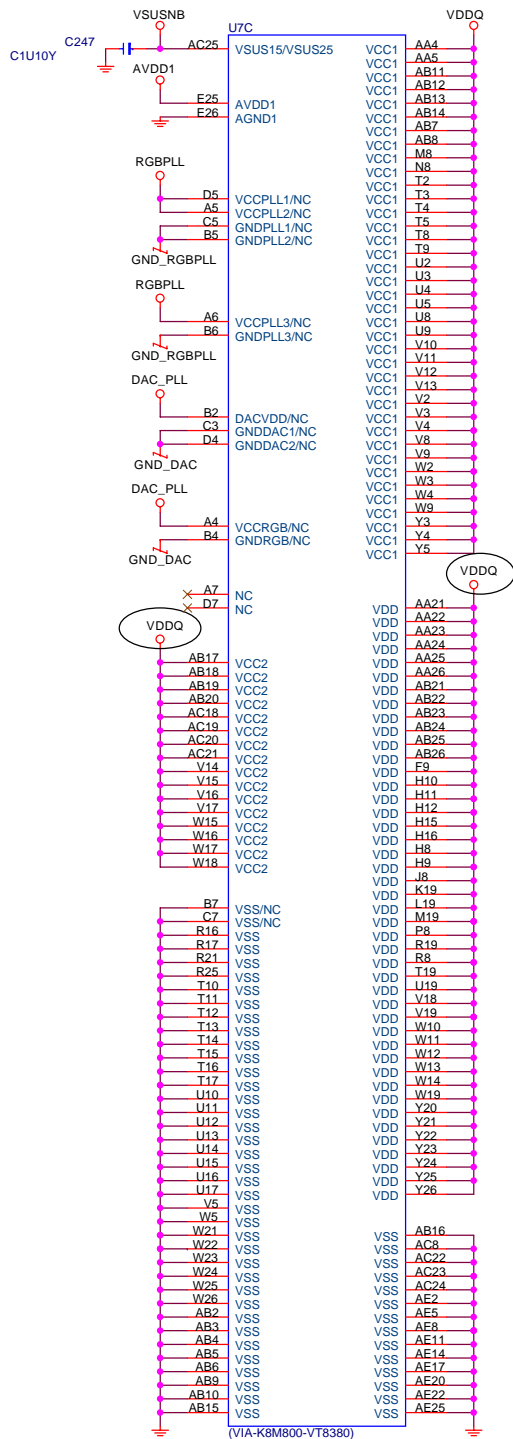 VSUSNB
U7C
C247
C1U10Y
AC25 VSUS15/VSUS25
AVDD1
E25 AVDD1
E26 AGND1
RGBPLL
D5 VCCPLL1/NC
A5 VCCPLL2/NC
C5 GNDPLL1/NC
B5 GNDPLL2/NC
GND_RGBPLL
RGBPLL
A6 VCCPLL3/NC
B6 GNDPLL3/NC
GND_RGBPLL
DAC_PLL
B2 DACVDD/NC
C3 GNDDAC1/NC
D4 GNDDAC2/NC
GND_DAC
DAC_PLL
A4 VCCRGB/NC
B4 GNDRGB/NC
GND_DAC
A7 NC
D7 NC
VDDQ
AB17 VCC2
AB18 VCC2
AB19 VCC2
AB20 VCC2
AC18 VCC2
AC19 VCC2
AC20 VCC2
AC21 VCC2
V14 VCC2
V15 VCC2
V16 VCC2
V17 VCC2
W15 VCC2
W16 VCC2
W17 VCC2
W18 VCC2
B7 VSS/NC
C7 VSS/NC
R16 VSS
R17 VSS
R21 VSS
R25 VSS
T10 VSS
T11 VSS
T12 VSS
T13 VSS
T14 VSS
T15 VSS
T16 VSS
T17 VSS
U10 VSS
U11 VSS
U12 VSS
U13 VSS
U14 VSS
U15 VSS
U16 VSS
U17 VSS
V5 VSS
W5 VSS
W21 VSS
W22 VSS
W23 VSS
W24 VSS
W25 VSS
W26 VSS
AB2 VSS
AB3 VSS
AB4 VSS
AB5 VSS
AB6 VSS
AB9 VSS
AB10 VSS
AB15 VSS
VDDQ
VCC1 AA4
VCC1 AA5
VCC1 AB11
VCC1 AB12
VCC1 AB13
VCC1 AB14
VCC1 AB7
VCC1 AB8
VCC1 M8
VCC1 N8
VCC1 T2
VCC1 T3
VCC1 T4
VCC1 T5
VCC1 T8
VCC1 T9
VCC1 U2
VCC1 U3
VCC1 U4
VCC1 U5
VCC1 U8
VCC1 U9
VCC1 V10
VCC1 V11
VCC1 V12
VCC1 V13
VCC1 V2
VCC1 V3
VCC1 V4
VCC1 V8
VCC1 V9
VCC1 W2
VCC1 W3
VCC1 W4
VCC1 W9
VCC1 Y3
VCC1 Y4
VCC1 Y5
VDDQ
VDD AA21
VDD AA22
VDD AA23
VDD AA24
VDD AA25
VDD AA26
VDD AB21
VDD AB22
VDD AB23
VDD AB24
VDD AB25
VDD AB26
VDD F9
VDD H10
VDD H11
VDD H12
VDD H15
VDD H16
VDD H8
VDD H9
VDD J8
VDD K19
VDD L19
VDD M19
VDD P8
VDD R19
VDD R8
VDD T19
VDD U19
VDD V18
VDD V19
VDD W10
VDD W11
VDD W12
VDD W13
VDD W14
VDD W19
VDD Y20
VDD Y21
VDD Y22
VDD Y23
VDD Y24
VDD Y25
VDD Y26
VSS AB16
VSS AC8
VSS AC22
VSS AC23
VSS AC24
VSS AE2
VSS AE5
VSS AE8
VSS AE11
VSS AE14
VSS AE17
VSS AE20
VSS AE22
VSS AE25
(VIA-K8M800-VT8380)